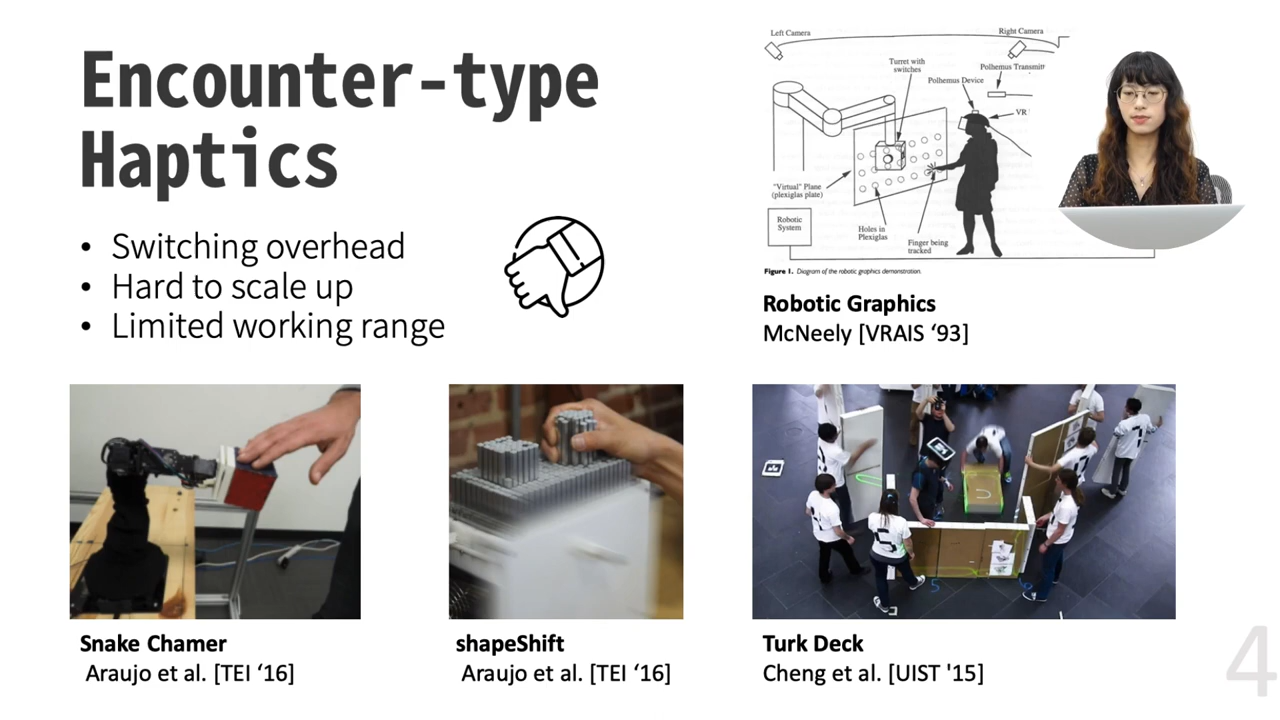 Encounter-type
Haptics
• Switching overhead
• Hard to scale up
• Limited working range
Left Camera
Right Camera
Turret with
switches
Polhemus Device
Polhemus Transmitt
VR
"Virtual" Plane
(plexiglas plate)
Robotic
System
Holes in
Plexiglas
Finger being
tracked
Figure 1. Diagram of the robotic graphics demonstration.
Robotic Graphics
McNeely [VRAIS ‘93]
Snake Chamer
Araujo et al. [TEI ‘16]
shapeShift
Araujo et al. [TEI ‘16]
Turk Deck
Cheng et al. [UIST '15]
4